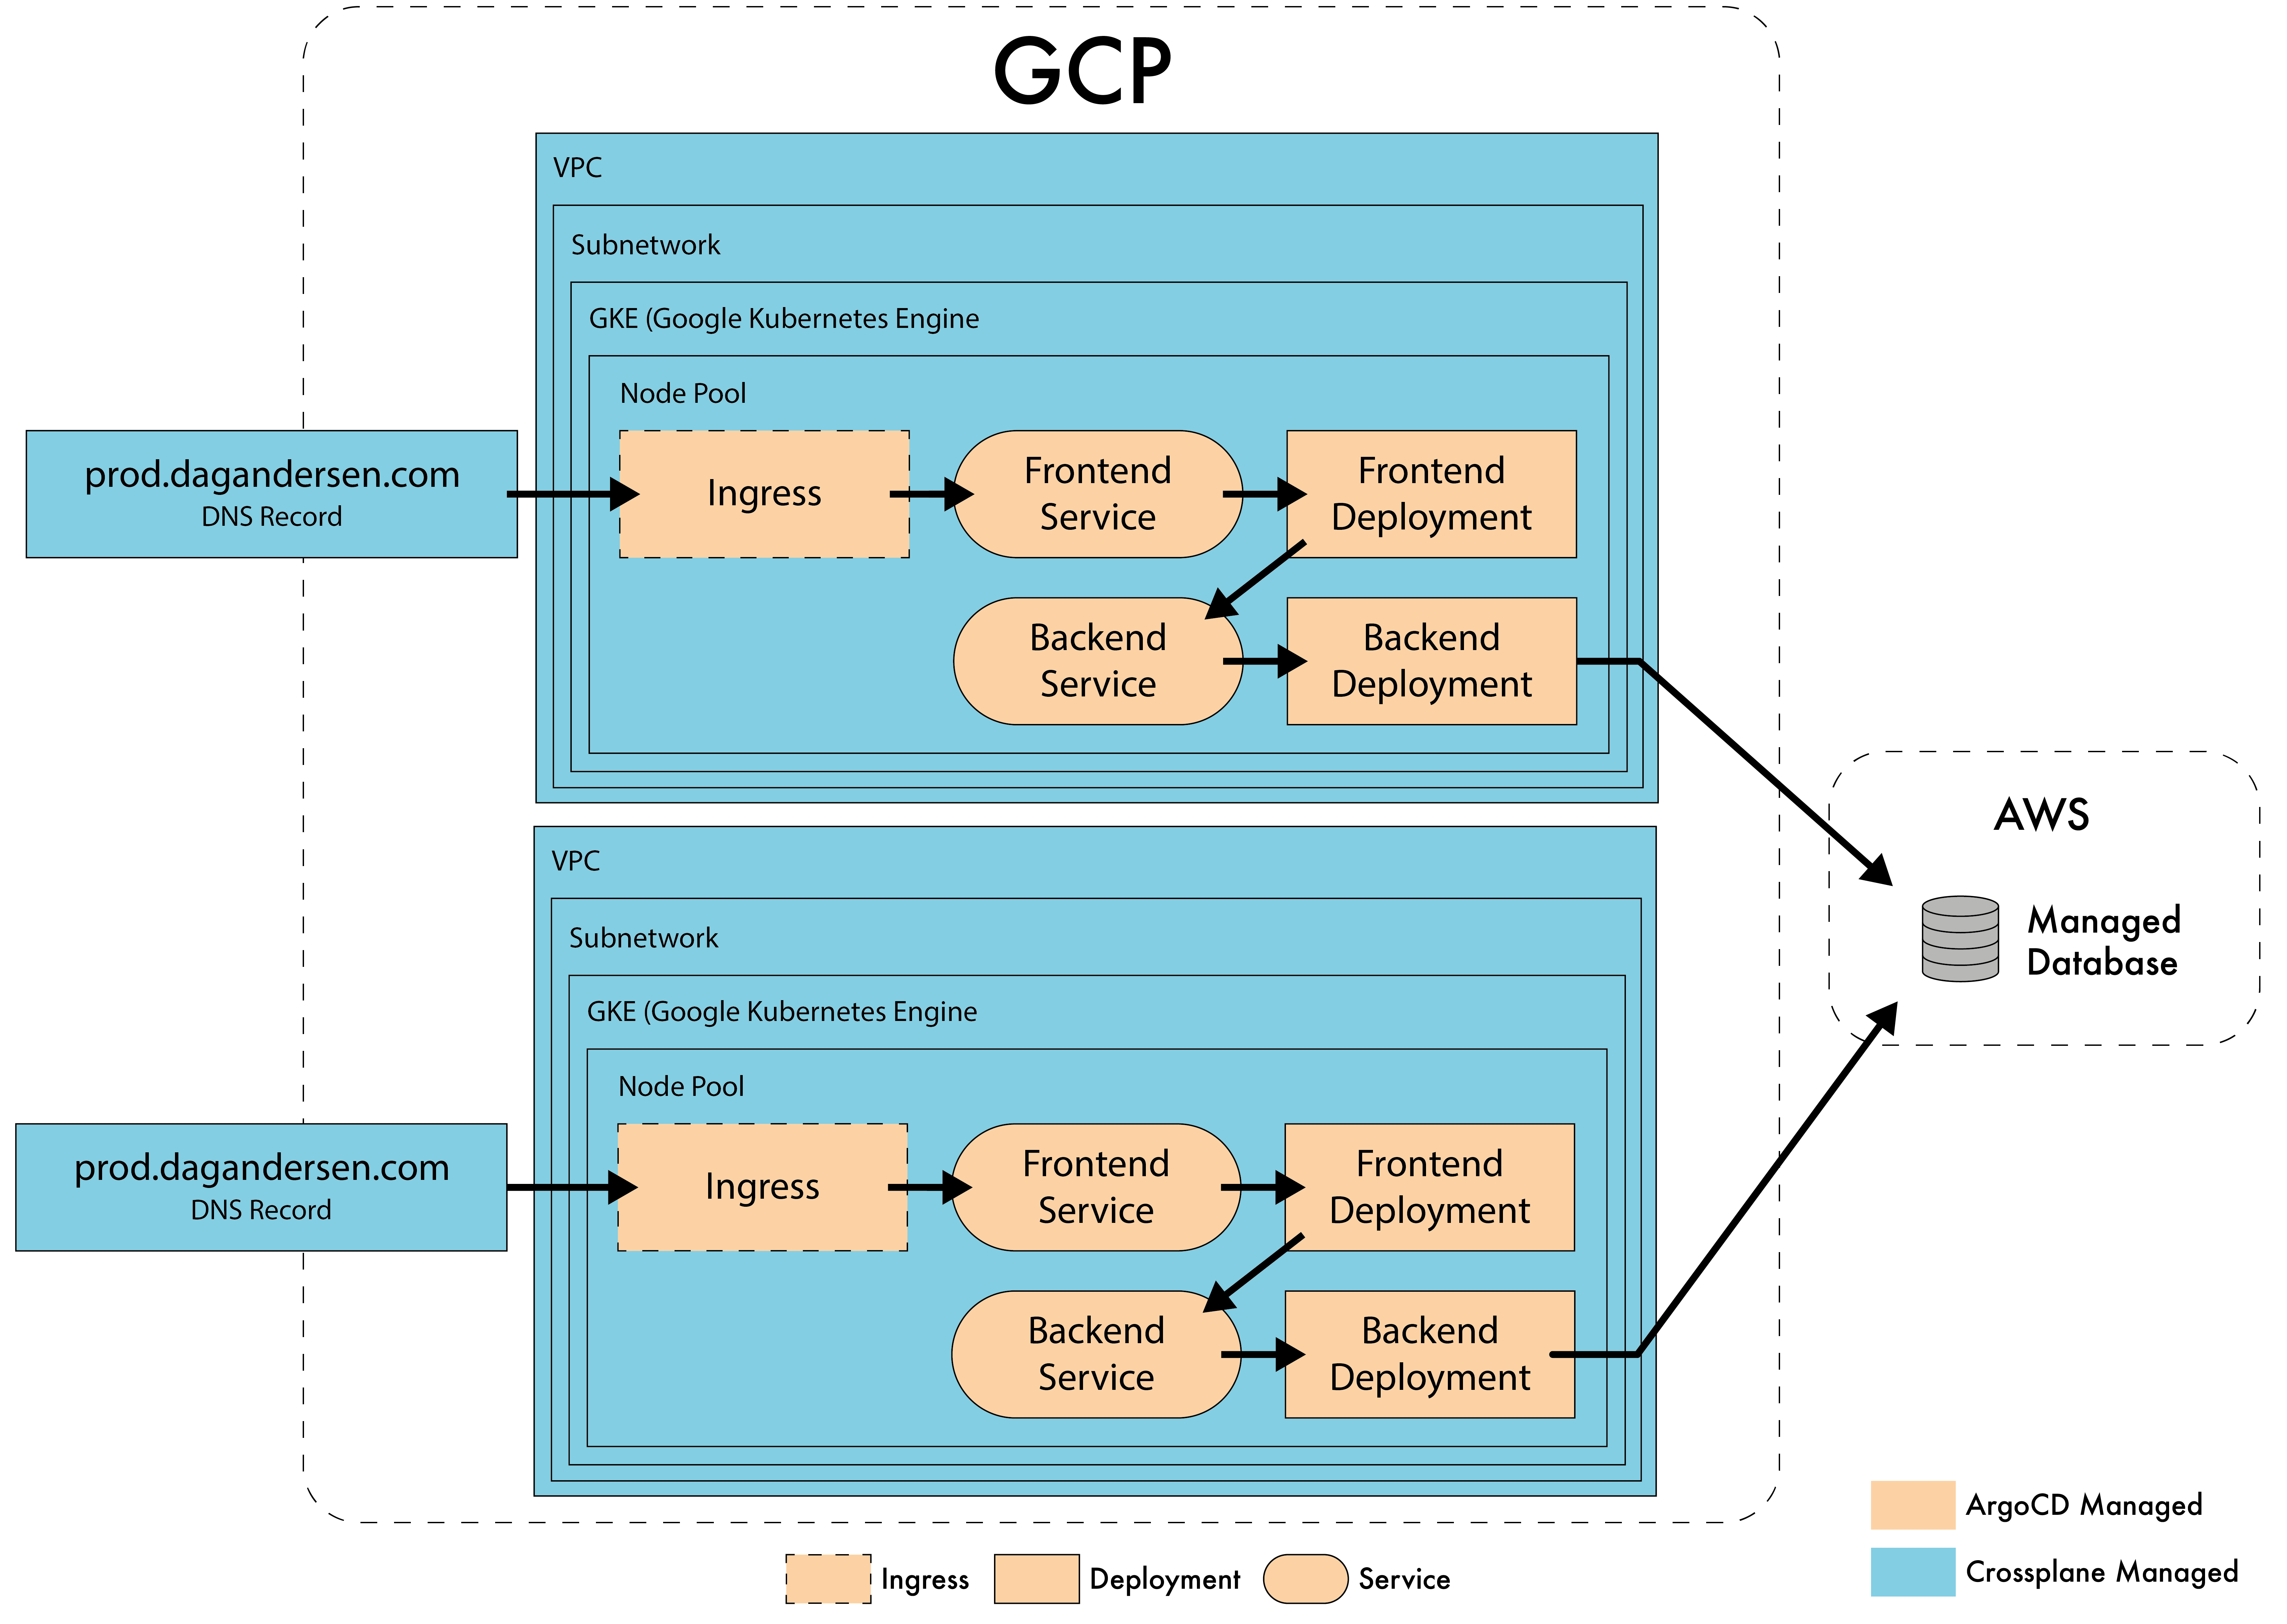 GCP
VPC
Subnetwork
GKE (Google Kubernetes Engine
Node Pool
prod.dagandersen.com
DNS Record
Ingress
Frontend
Service
Frontend
Deployment
Backend
Service
Backend
Deployment
AWS
Managed
Database
VPC
Subnetwork
GKE (Google Kubernetes Engine
Node Pool
prod.dagandersen.com
DNS Record
Ingress
Frontend
Service
Frontend
Deployment
Backend
Service
Backend
Deployment
ArgoCD Managed
Crossplane Managed
Ingress
Deployment
Service